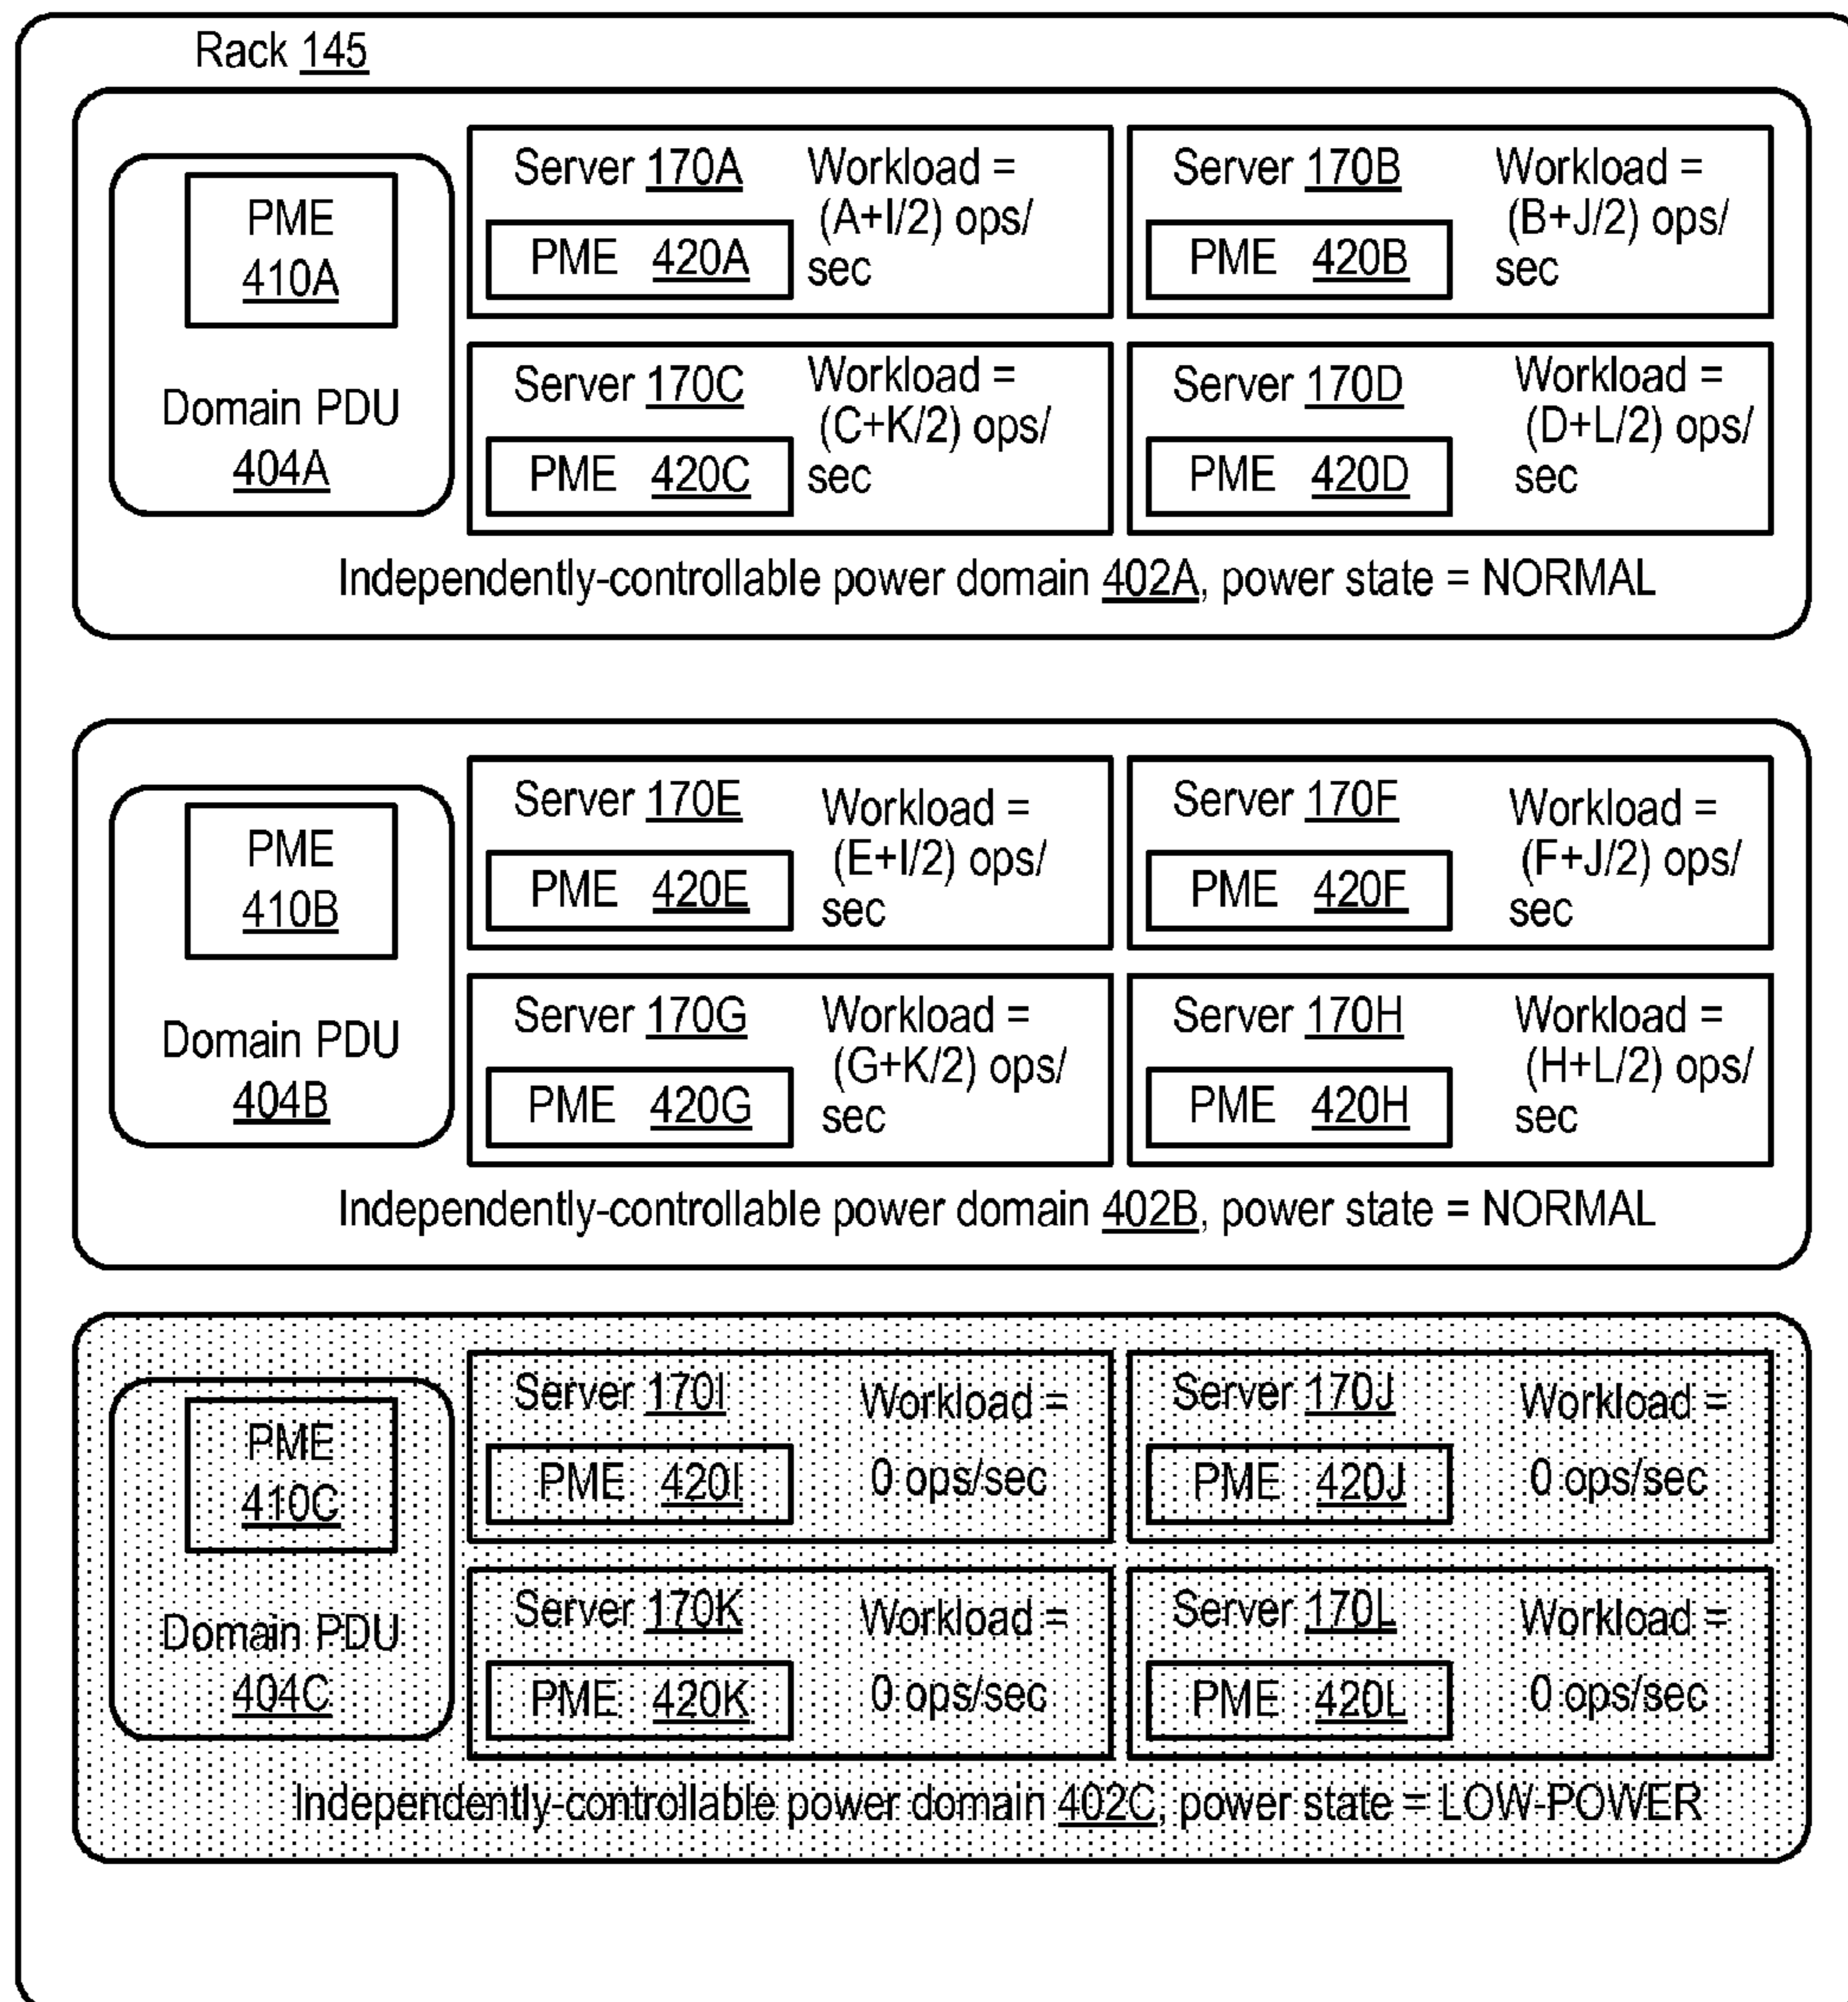 Rack 145
PME
410A
Domain PDU
404A
Server 170A
PME 420A
Workload =
(A+I/2) ops/
sec
Server 170B
PME 420B
Workload =
(B+J/2) ops/
sec
Server 170C
PME 420C
Workload =
(C+K/2) ops/
sec
Server 170D
PME 420D
Workload =
(D+L/2) ops/
sec
Independently-controllable power domain 402A, power state = NORMAL
PME
410B
Domain PDU
404B
Server 170E
PME 420E
Workload =
(E+I/2) ops/
sec
Server 170F
PME 420F
Workload =
(F+J/2) ops/
sec
Server 170G
PME 420G
Workload =
(G+K/2) ops/
sec
Server 170H
PME 420H
Workload =
(H+L/2) ops/
sec
Independently-controllable power domain 402B, power state = NORMAL
PME
410C
Domain PDU
404C
Server 170I
PME 420I
Workload =
0 ops/sec
Server 170J
PME 420J
Workload =
0 ops/sec
Server 170K
PME 420K
Workload =
0 ops/sec
Server 170L
PME 420L
Workload =
0 ops/sec
Independently-controllable power domain 402C, power state = LOW-POWER